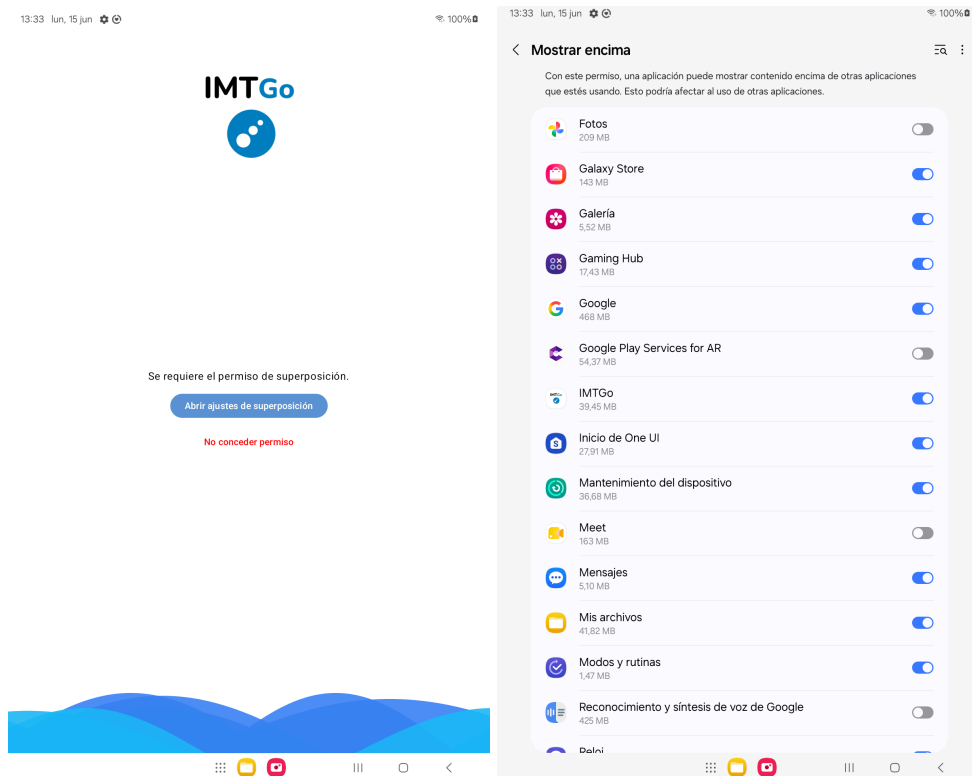 13:33 lun, 15 jun
100%
IMTGo
Se requiere el permiso de superposición.
Abrir ajustes de superposición
No conceder permiso
13:33 lun, 15 jun
100%
Mostrar encima
Con este permiso, una aplicación puede mostrar contenido encima de otras aplicaciones
que estés usando. Esto podría afectar al uso de otras aplicaciones.
Fotos
209 MB
Galaxy Store
143 MB
Galería
5,52 MB
Gaming Hub
17,43 MB
Google
468 MB
Google Play Services for AR
54,37 MB
IMTGo
39,45 MB
Inicio de One UI
27,91 MB
Mantenimiento del dispositivo
36,68 MB
Meet
163 MB
Mensajes
5,10 MB
Mis archivos
41,82 MB
Modos y rutinas
1,47 MB
Reconocimiento y síntesis de voz de Google
425 MB
Reloj